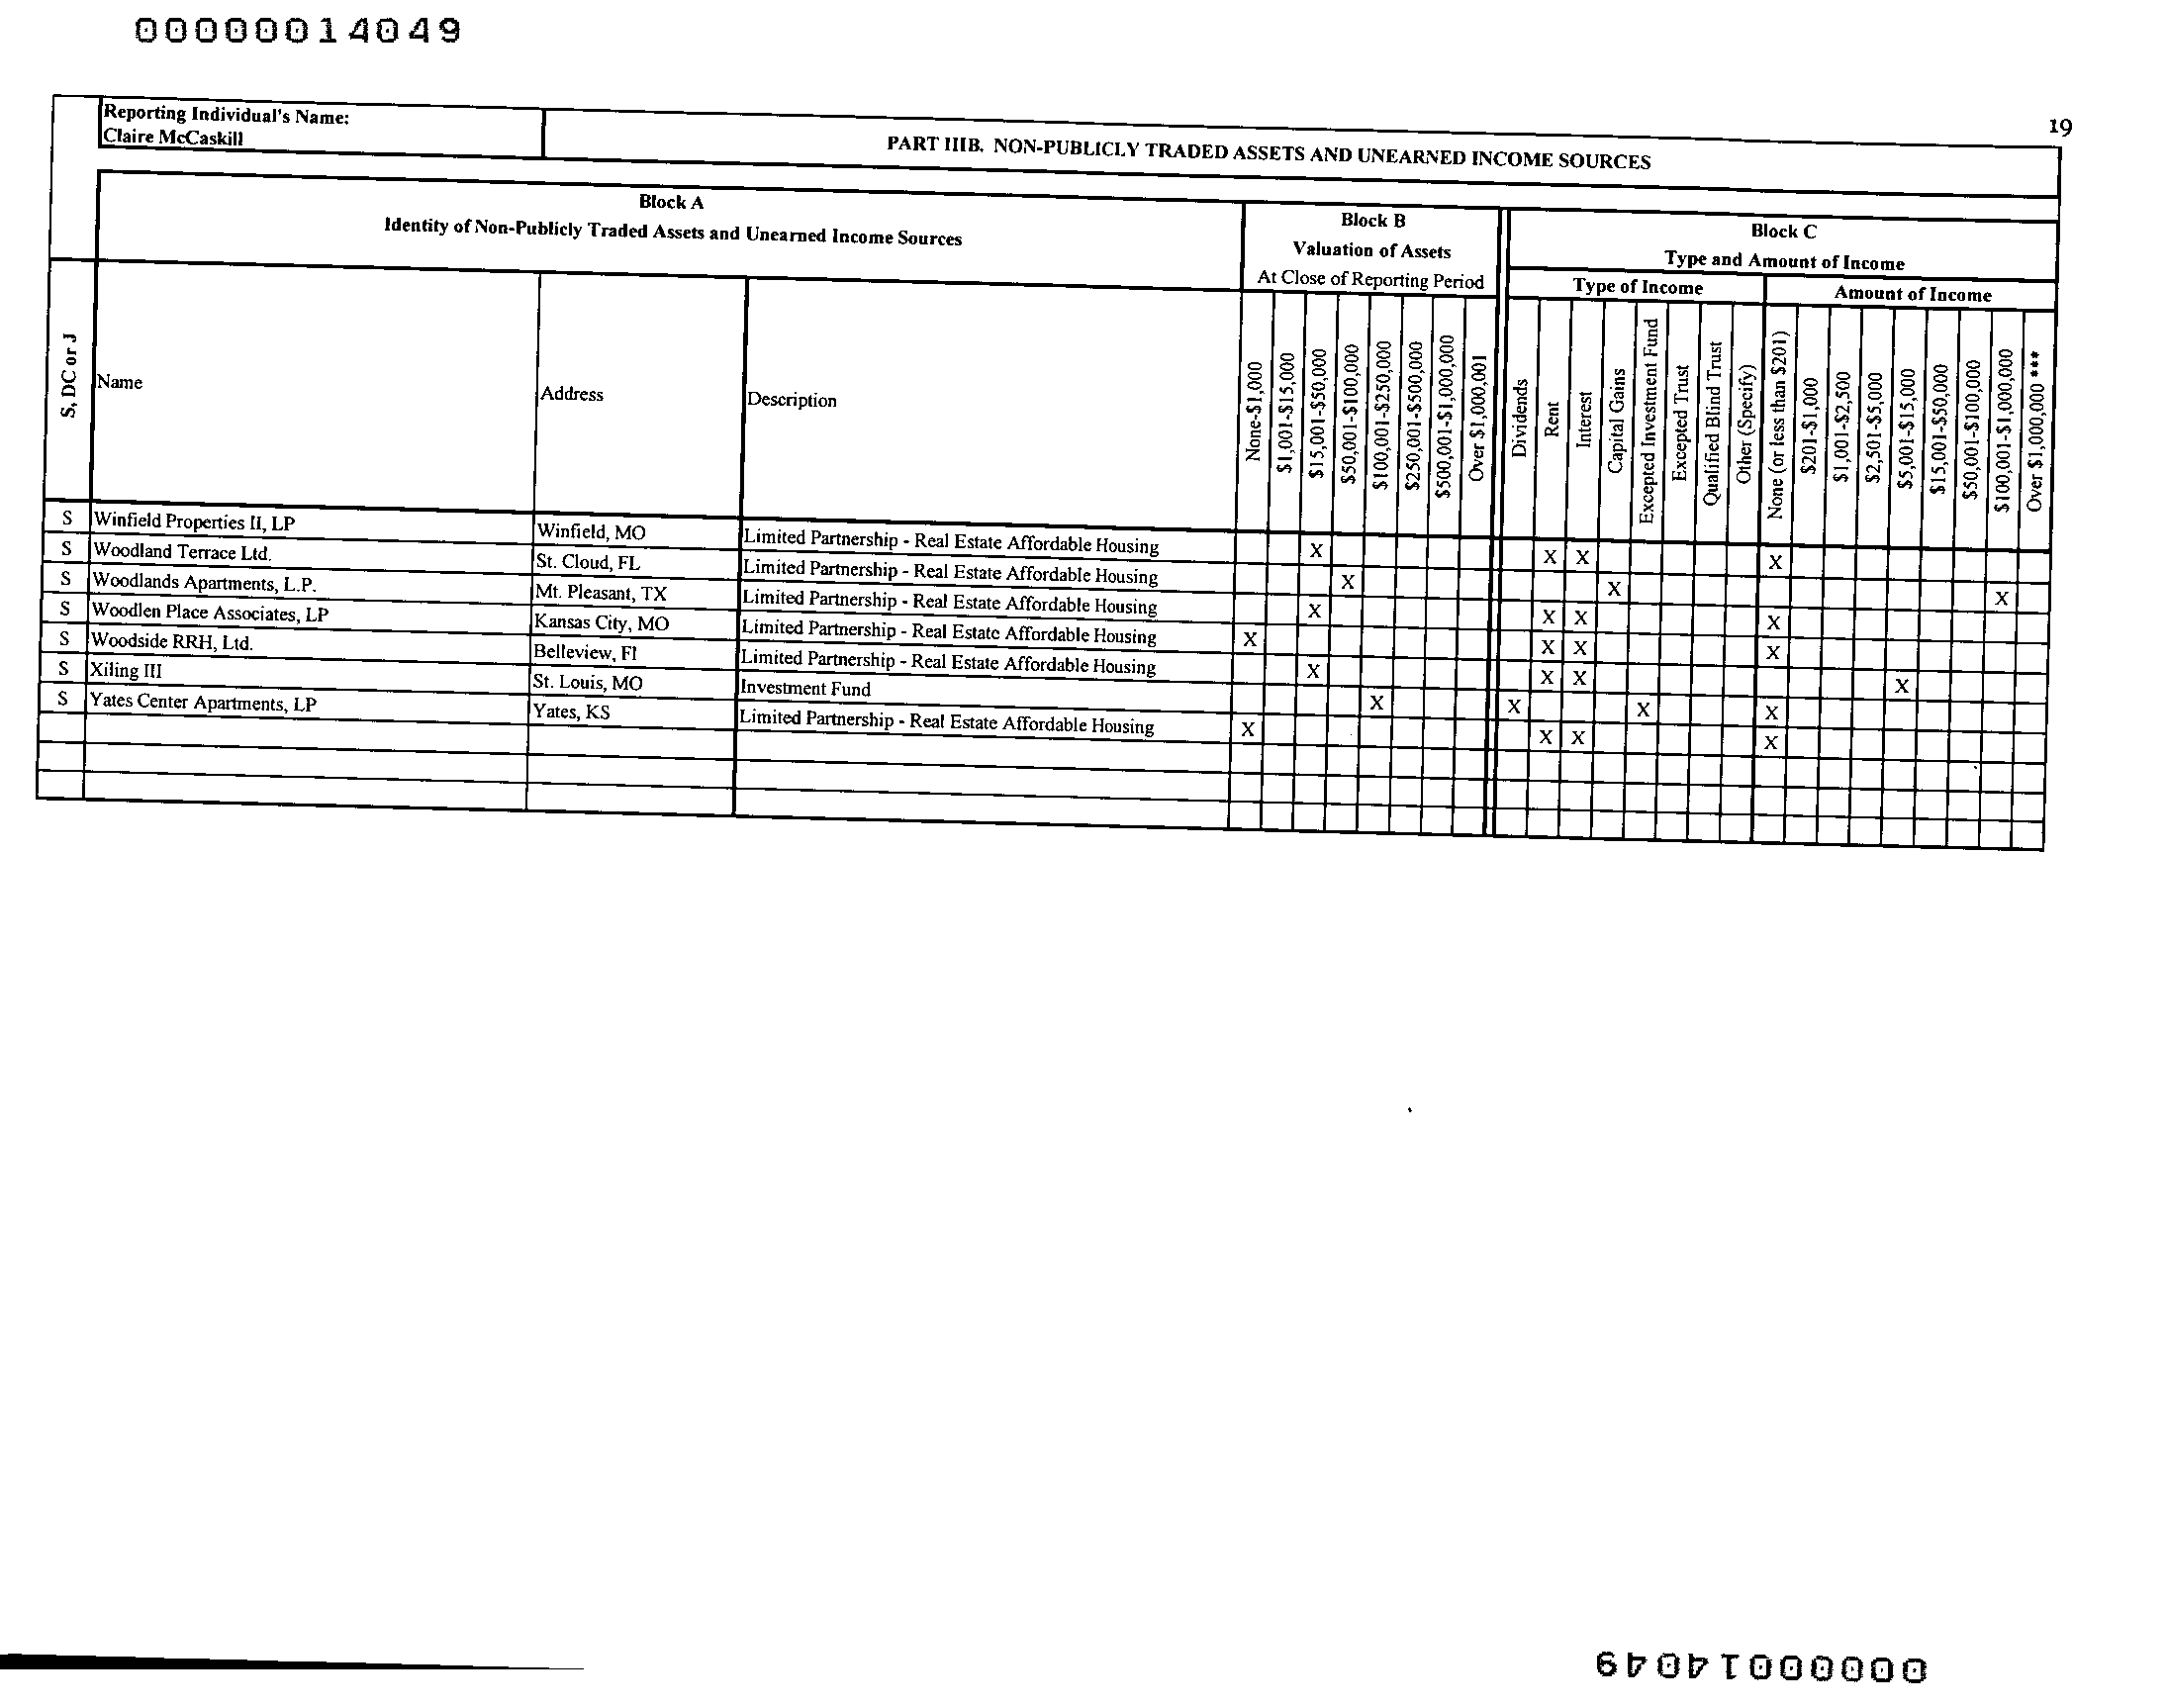 00000014049
19
Reporting Individual's Name:
Claire McCaskill
PART IIIB. NON-PUBLICLY TRADED ASSETS AND UNEARNED INCOME SOURCES
Block A
Identity of Non-Publicly Traded Assets and Unearned Income Sources
Block B
Valuation of Assets
At Close of Reporting Period
Block C
Type and Amount of Income
Type of Income
Amount of Income
S, DC or J
Name
Address
Description
None-$1,000
$1,001-$15,000
$15,001-$50,000
$50,001-$100,000
$100,001-$250,000
$250,001-$500,000
$500,001-$1,000,000
Over $1,000,001
Dividends
Rent
Interest
Capital Gains
Excepted Investment Fund
Excepted Trust
Qualified Blind Trust
Other (Specify)
None (or less than $201)
$201-$1,000
$1,001-$2,500
$2,501-$5,000
$5,001-$15,000
$15,001-$50,000
$50,001-$100,000
$100,001-$1,000,000
Over $1,000,000 ***
S Winfield Properties II, LP Winfield, MO Limited Partnership - Real Estate Affordable Housing X X X X
S Woodland Terrace Ltd. St. Cloud, FL Limited Partnership - Real Estate Affordable Housing X X X
S Woodlands Apartments, L.P. Mt. Pleasant, TX Limited Partnership - Real Estate Affordable Housing X X X X
S Woodlen Place Associates, LP Kansas City, MO Limited Partnership - Real Estate Affordable Housing X X X X
S Woodside RRH, Ltd. Belleview, Fl Limited Partnership - Real Estate Affordable Housing X X X X
S Xiling III St. Louis, MO Investment Fund X X X X
S Yates Center Apartments, LP Yates, KS Limited Partnership - Real Estate Affordable Housing X X X X
00000014049